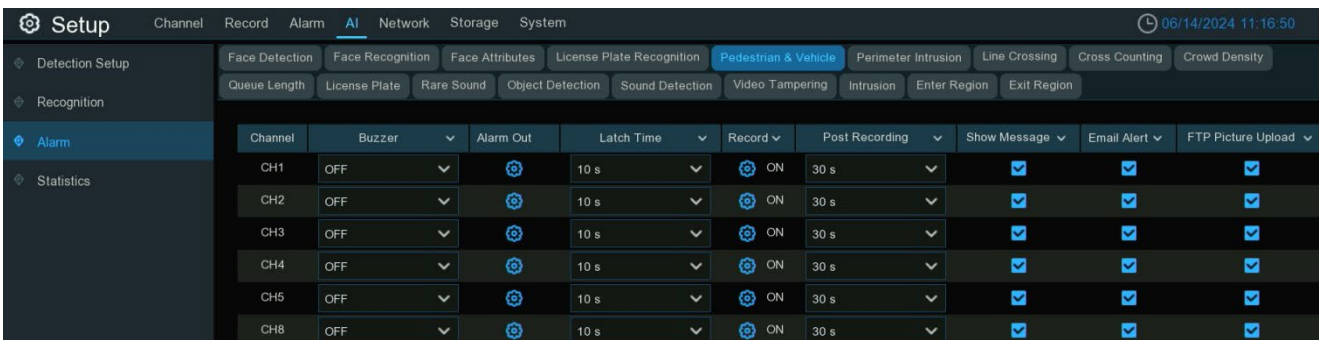 Setup Channel Record Alarm AI Network Storage System 06/14/2024 11:16:50
Detection Setup
Recognition
Alarm
Statistics
Face Detection Face Recognition Face Attributes License Plate Recognition Pedestrian & Vehicle Perimeter Intrusion Line Crossing Cross Counting Crowd Density
Queue Length License Plate Rare Sound Object Detection Sound Detection Video Tampering Intrusion Enter Region Exit Region
Channel Buzzer Alarm Out Latch Time Record Post Recording Show Message Email Alert FTP Picture Upload
CH1 OFF 10 s ON 30 s
CH2 OFF 10 s ON 30 s
CH3 OFF 10 s ON 30 s
CH4 OFF 10 s ON 30 s
CH5 OFF 10 s ON 30 s
CH8 OFF 10 s ON 30 s